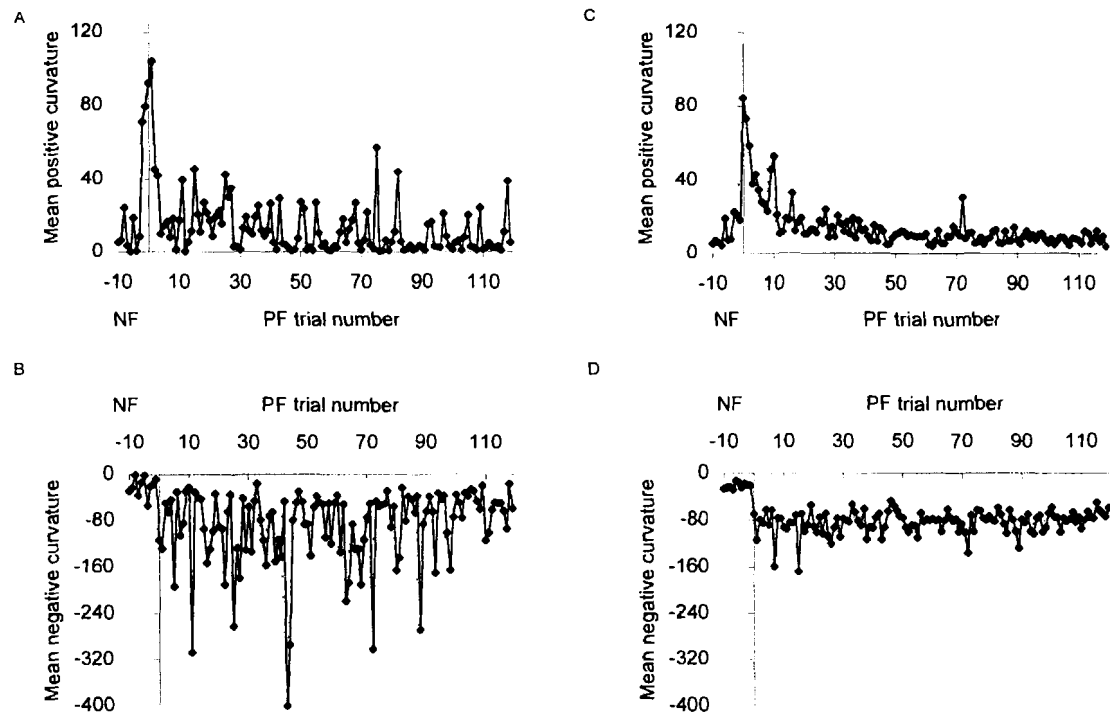 A
Mean positive curvature
120
80
40
0
-10 10 30 50 70 90 110
NF PF trial number
B
NF PF trial number
-10 10 30 50 70 90 110
Mean negative curvature
0
-80
-160
-240
-320
-400
C
Mean positive curvature
120
80
40
0
-10 10 30 50 70 90 110
NF PF trial number
D
NF PF trial number
-10 10 30 50 70 90 110
Mean negative curvature
0
-80
-160
-240
-320
-400